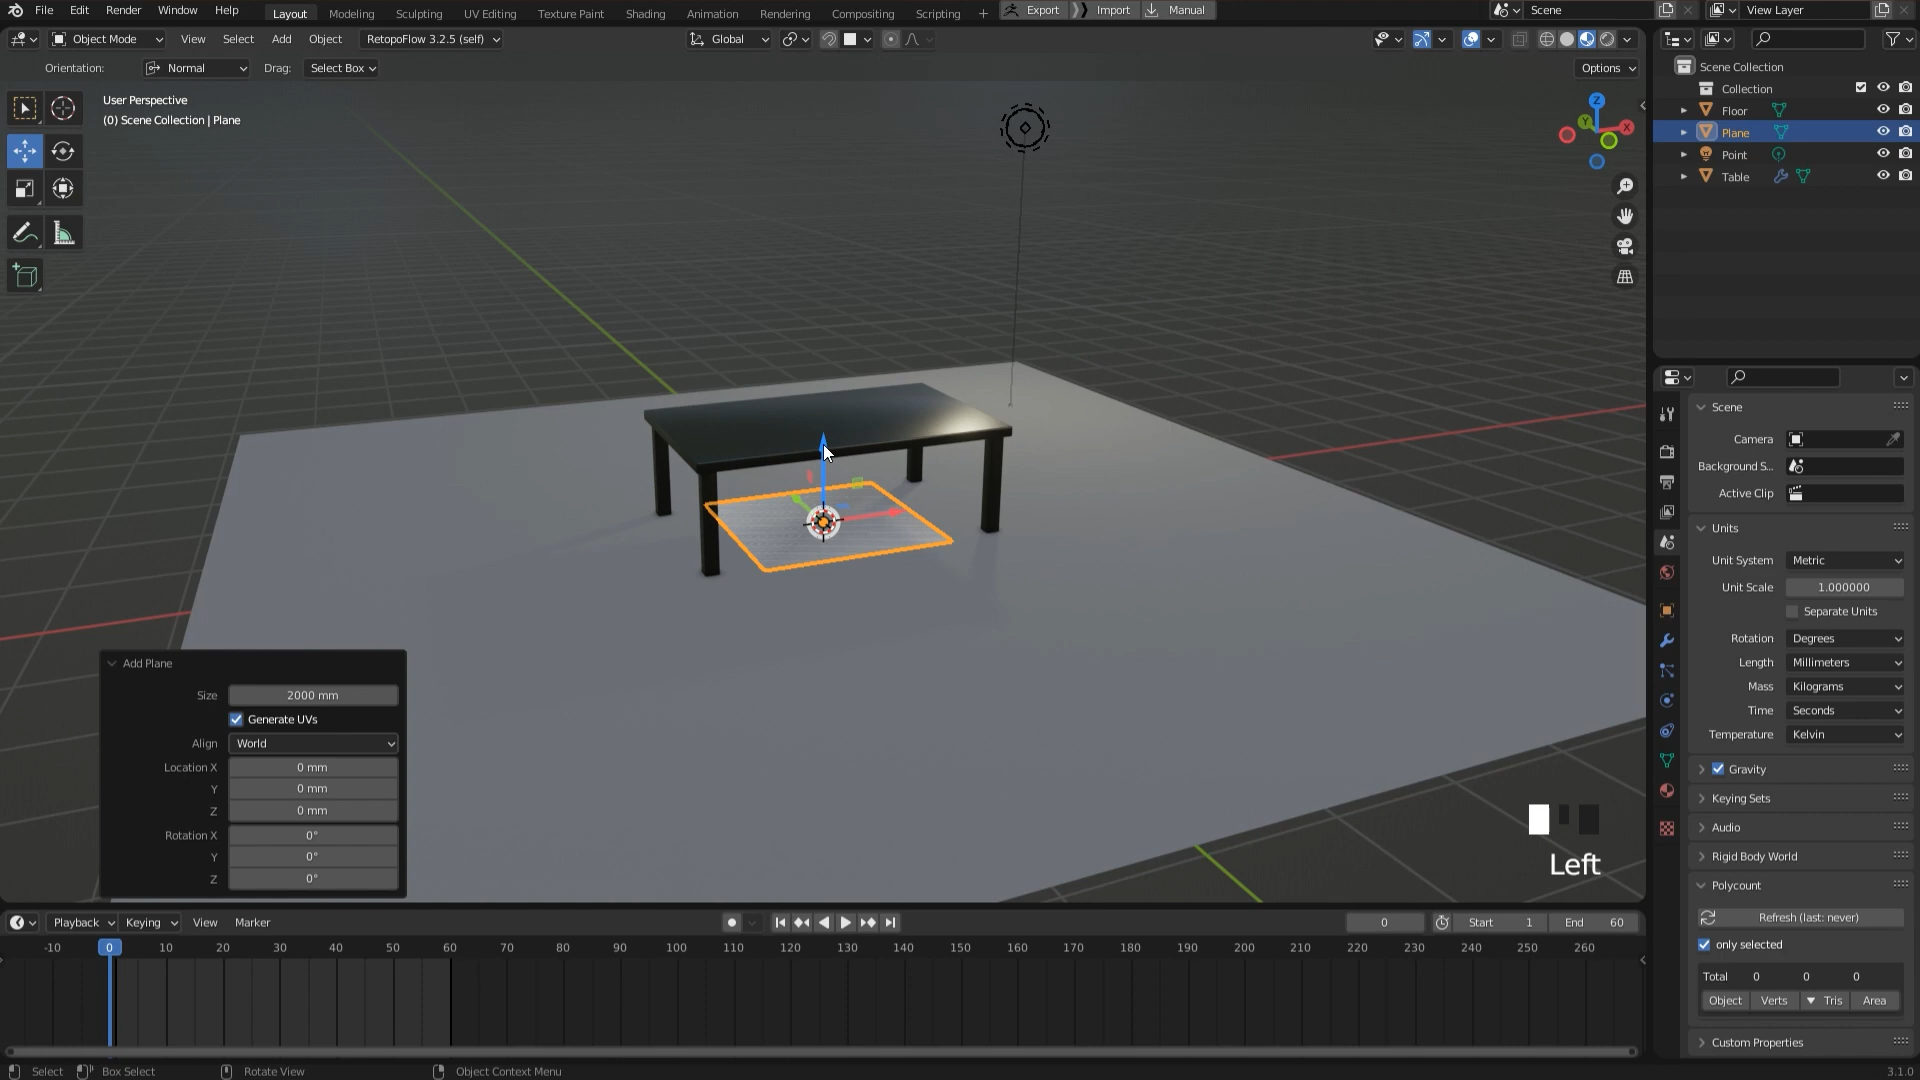 File Edit Render Window Help Layout Modeling Sculpting UV Editing Texture Paint Shading Animation Rendering Compositing Scripting + Export Import Manual Scene View Layer
Object Mode View Select Add Object RetopoFlow 3.2.5 (self) Global
Orientation: Normal Drag: Select Box Options
User Perspective
(0) Scene Collection | Plane
Z
Y
X
Scene Collection
Collection
Floor
Plane
Point
Table
Scene
Camera
Background S...
Active Clip
Units
Unit System Metric
Unit Scale 1.000000
Separate Units
Rotation Degrees
Length Millimeters
Mass Kilograms
Time Seconds
Temperature Kelvin
Gravity
Keying Sets
Audio
Rigid Body World
Polycount
Refresh (last: never)
only selected
Total 0 0 0
Object Verts Tris Area
Custom Properties
Add Plane
Size 2000 mm
Generate UVs
Align World
Location X 0 mm
Y 0 mm
Z 0 mm
Rotation X 0°
Y 0°
Z 0°
Left
Playback Keying View Marker 0 Start 1 End 60
-10 0 10 20 30 40 50 60 70 80 90 100 110 120 130 140 150 160 170 180 190 200 210 220 230 240 250 260
Select Box Select Rotate View Object Context Menu 3.1.0